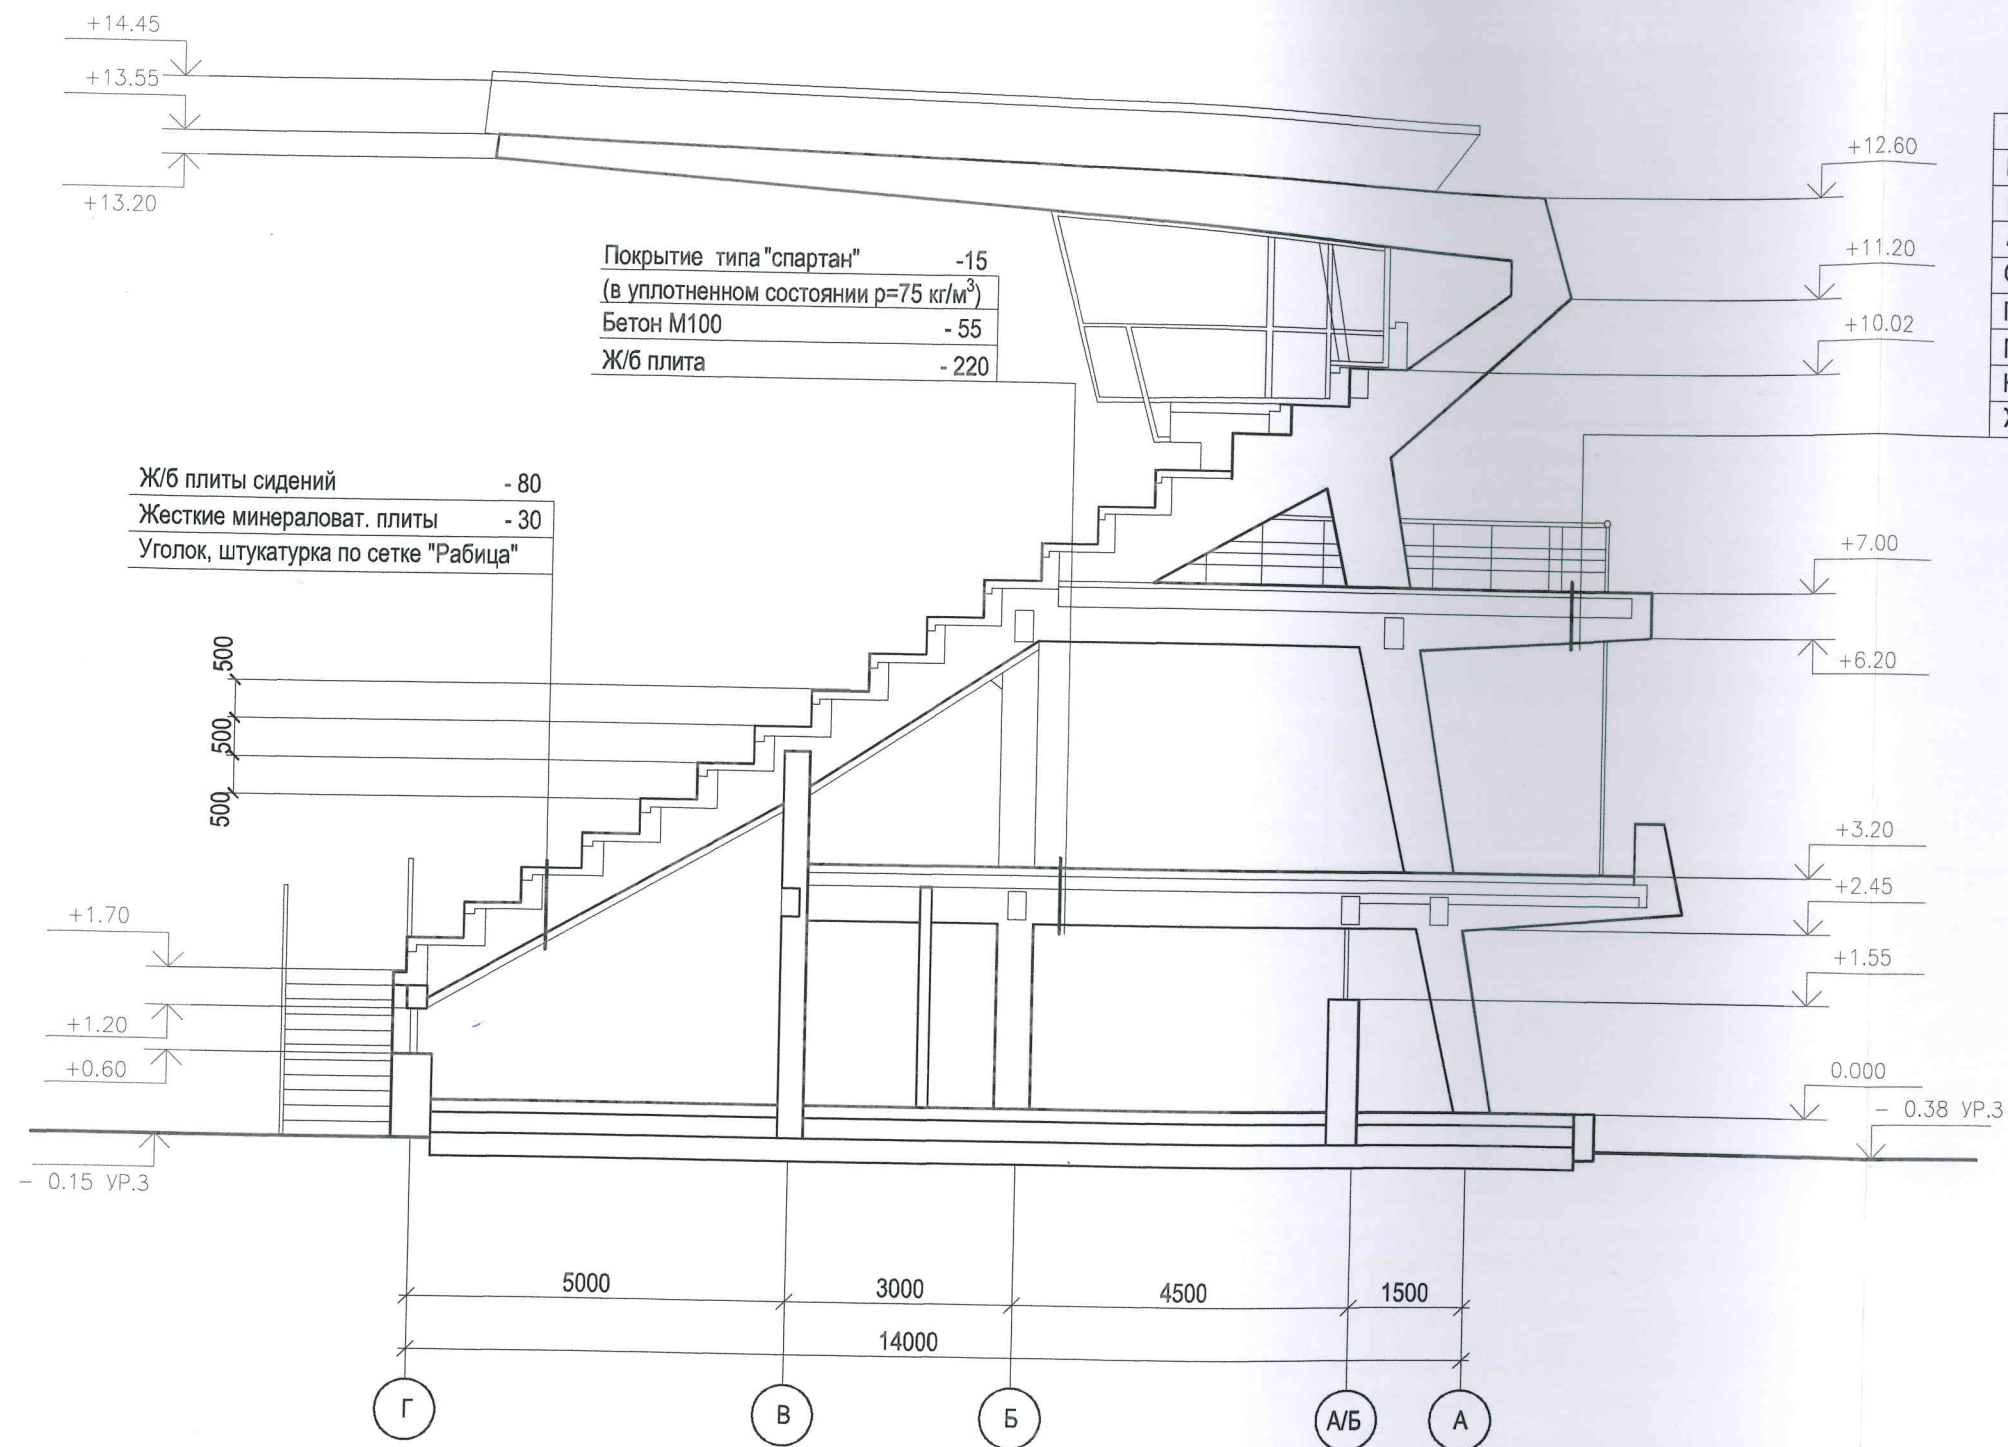 +14.45
+13.55
+13.20
+12.60
+11.20
+10.02
Покрытие типа "спартан" -15
(в уплотненном состоянии р=75 кг/м³)
Бетон М100 - 55
Ж/б плита - 220
Ж/б плиты сидений - 80
Жесткие минераловат. плиты - 30
Уголок, штукатурка по сетке "Рабица"
+7.00
+6.20
500
500
500
+3.20
+2.45
+1.55
0.000
- 0.38 УР.З
+1.70
+1.20
+0.60
- 0.15 УР.З
5000
3000
4500
1500
14000
Г
В
Б
А/Б
А